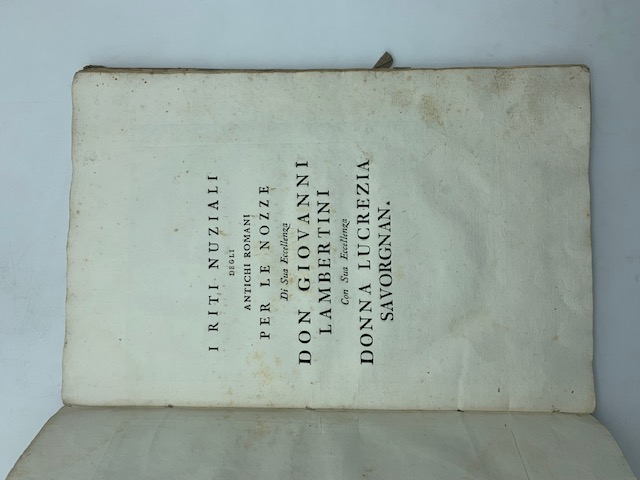 I RITI NUZIALI
DEGLI
ANTICHI ROMANI
PER LE NOZZE
Di Sua Eccellenza
DON GIOVANNI
LAMBERTINI
Con Sua Eccellenza
DONNA LUCREZIA
SAVORGNAN.